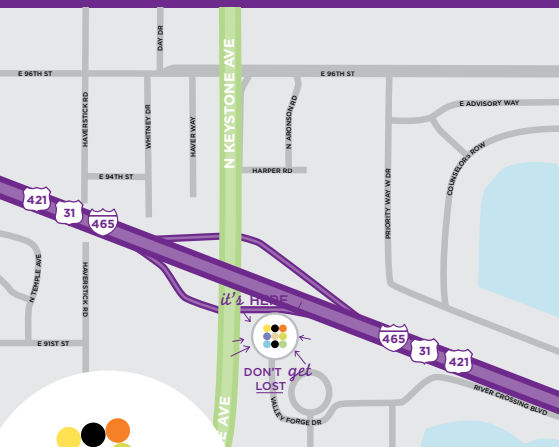 DAY DR
E 96TH ST
E 96TH ST
N KEYSTONE AVE
HAVERSTICK RD
WHITNEY DR
HAVER WAY
N ARONSON RD
E ADVISORY WAY
COUNSELORS ROW
E 94TH ST
HARPER RD
PRIORITY WAY W DR
421
31
465
N TEMPLE AVE
HAVERSTICK RD
it's HERE
E 91ST ST
465
31
421
DON'T get
LOST
RIVER CROSSING BLVD
VALLEY FORGE DR
E AVE